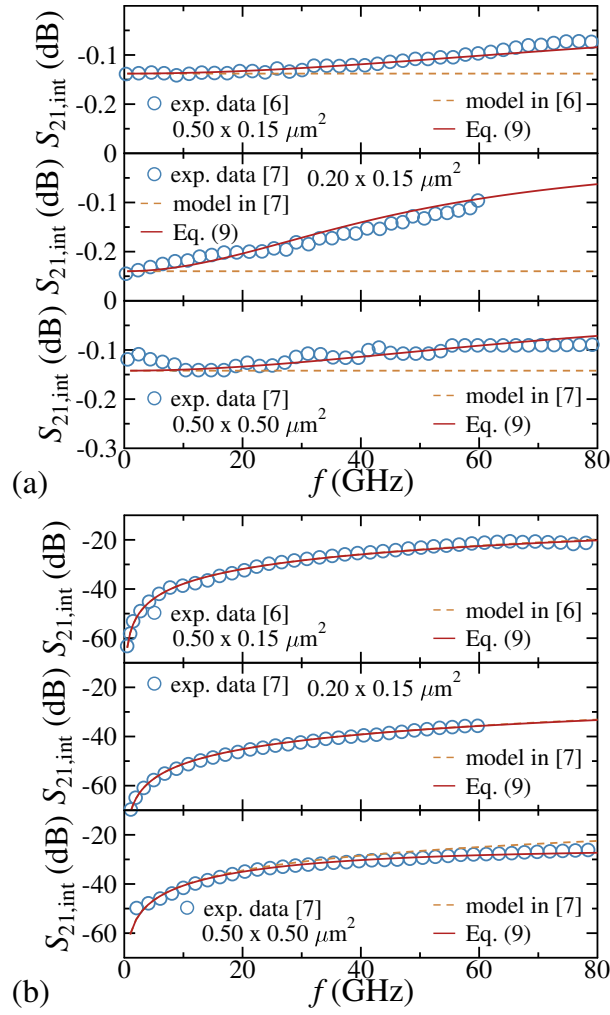 -0.1
-0.2
S21,int (dB)
exp. data [6]
0.50 x 0.15 μm²
model in [6]
Eq. (9)
0
-0.1
-0.2
S21,int (dB)
exp. data [7]
0.20 x 0.15 μm²
model in [7]
Eq. (9)
0
-0.1
-0.2
-0.3
S21,int (dB)
exp. data [7]
0.50 x 0.50 μm²
model in [7]
Eq. (9)
0 20 40 60 80
(a)
f (GHz)
-20
-40
-60
S21,int (dB)
exp. data [6]
0.50 x 0.15 μm²
model in [6]
Eq. (9)
-20
-40
-60
S21,int (dB)
exp. data [7]
0.20 x 0.15 μm²
model in [7]
Eq. (9)
-20
-40
-60
S21,int (dB)
exp. data [7]
0.50 x 0.50 μm²
model in [7]
Eq. (9)
0 20 40 60 80
(b)
f (GHz)